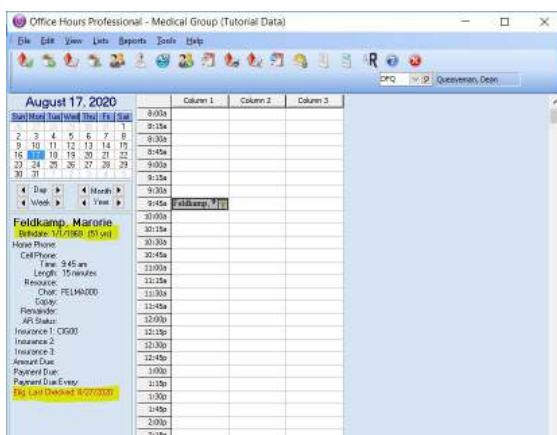 Office Hours Professional - Medical Group (Tutorial Data)
File Edit View Lists Reports Tools Help
DFQ Queaveman, Dean
August 17, 2020
Sun Mon Tue Wed Thu Fri Sat
1
2 3 4 5 6 7 8
9 10 11 12 13 14 15
16 17 18 19 20 21 22
23 24 25 26 27 28 29
30 31
Day Month
Week Year
Feldkamp, Marorie
Birthdate: 1/1/1969 (51 yrs)
Home Phone:
Cell Phone:
Time: 9:45 am
Length: 15 minutes
Resource:
Chart: FELMA000
Copay:
Remainder:
AR Status:
Insurance 1: CIG00
Insurance 2:
Insurance 3:
Amount Due:
Payment Due:
Payment Due Every:
Elig. Last Checked: 8/27/2020
Column 1 Column 2 Column 3
8:00a
8:15a
8:30a
8:45a
9:00a
9:15a
9:30a
9:45a Feldkamp,
10:00a
10:15a
10:30a
10:45a
11:00a
11:15a
11:30a
11:45a
12:00p
12:15p
12:30p
12:45p
1:00p
1:15p
1:30p
1:45p
2:00p
2:15p